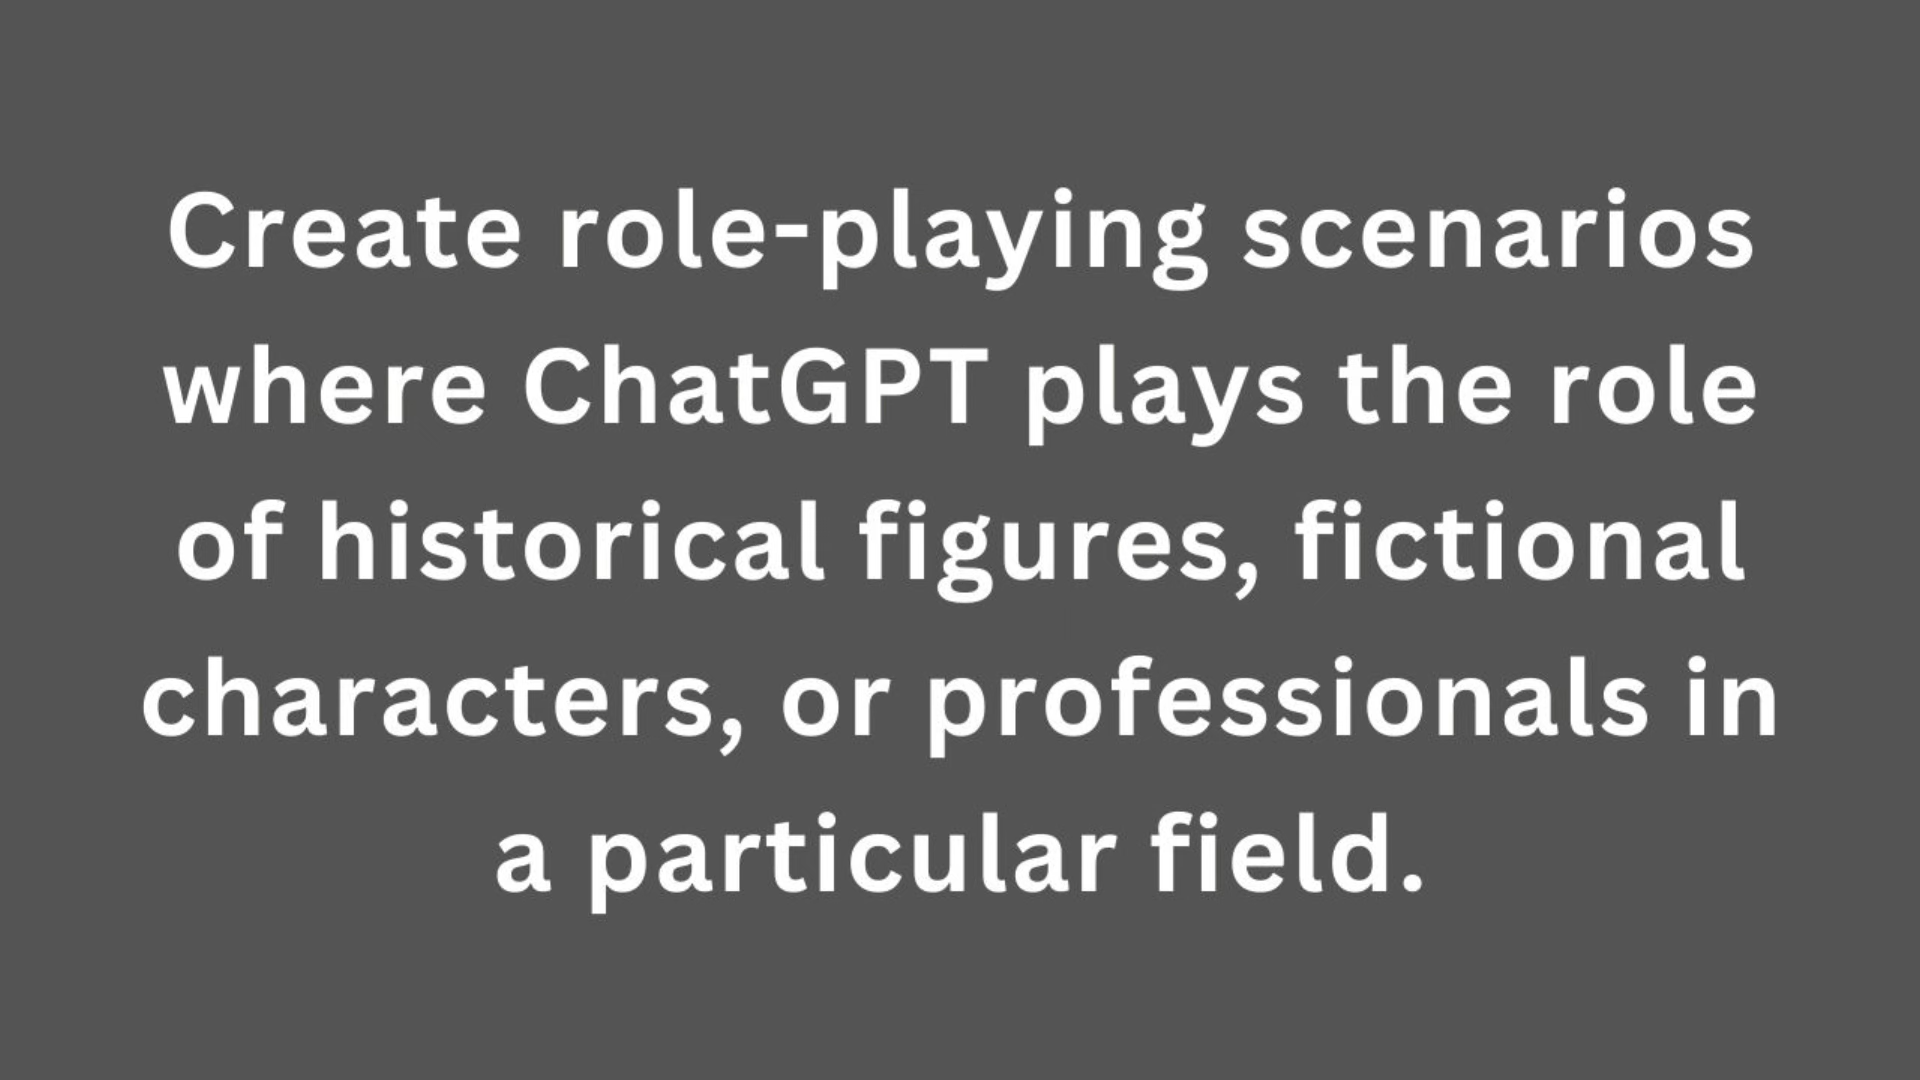 Create role-playing scenarios
where ChatGPT plays the role
of historical figures, fictional
characters, or professionals in
a particular field.